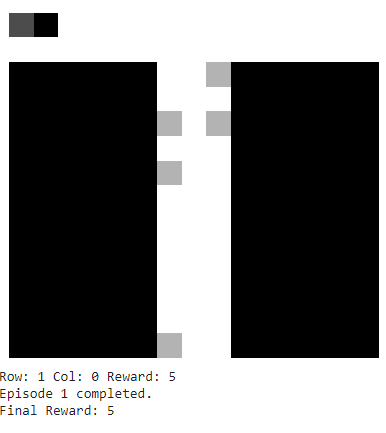 Row: 1 Col: 0 Reward: 5
Episode 1 completed.
Final Reward: 5